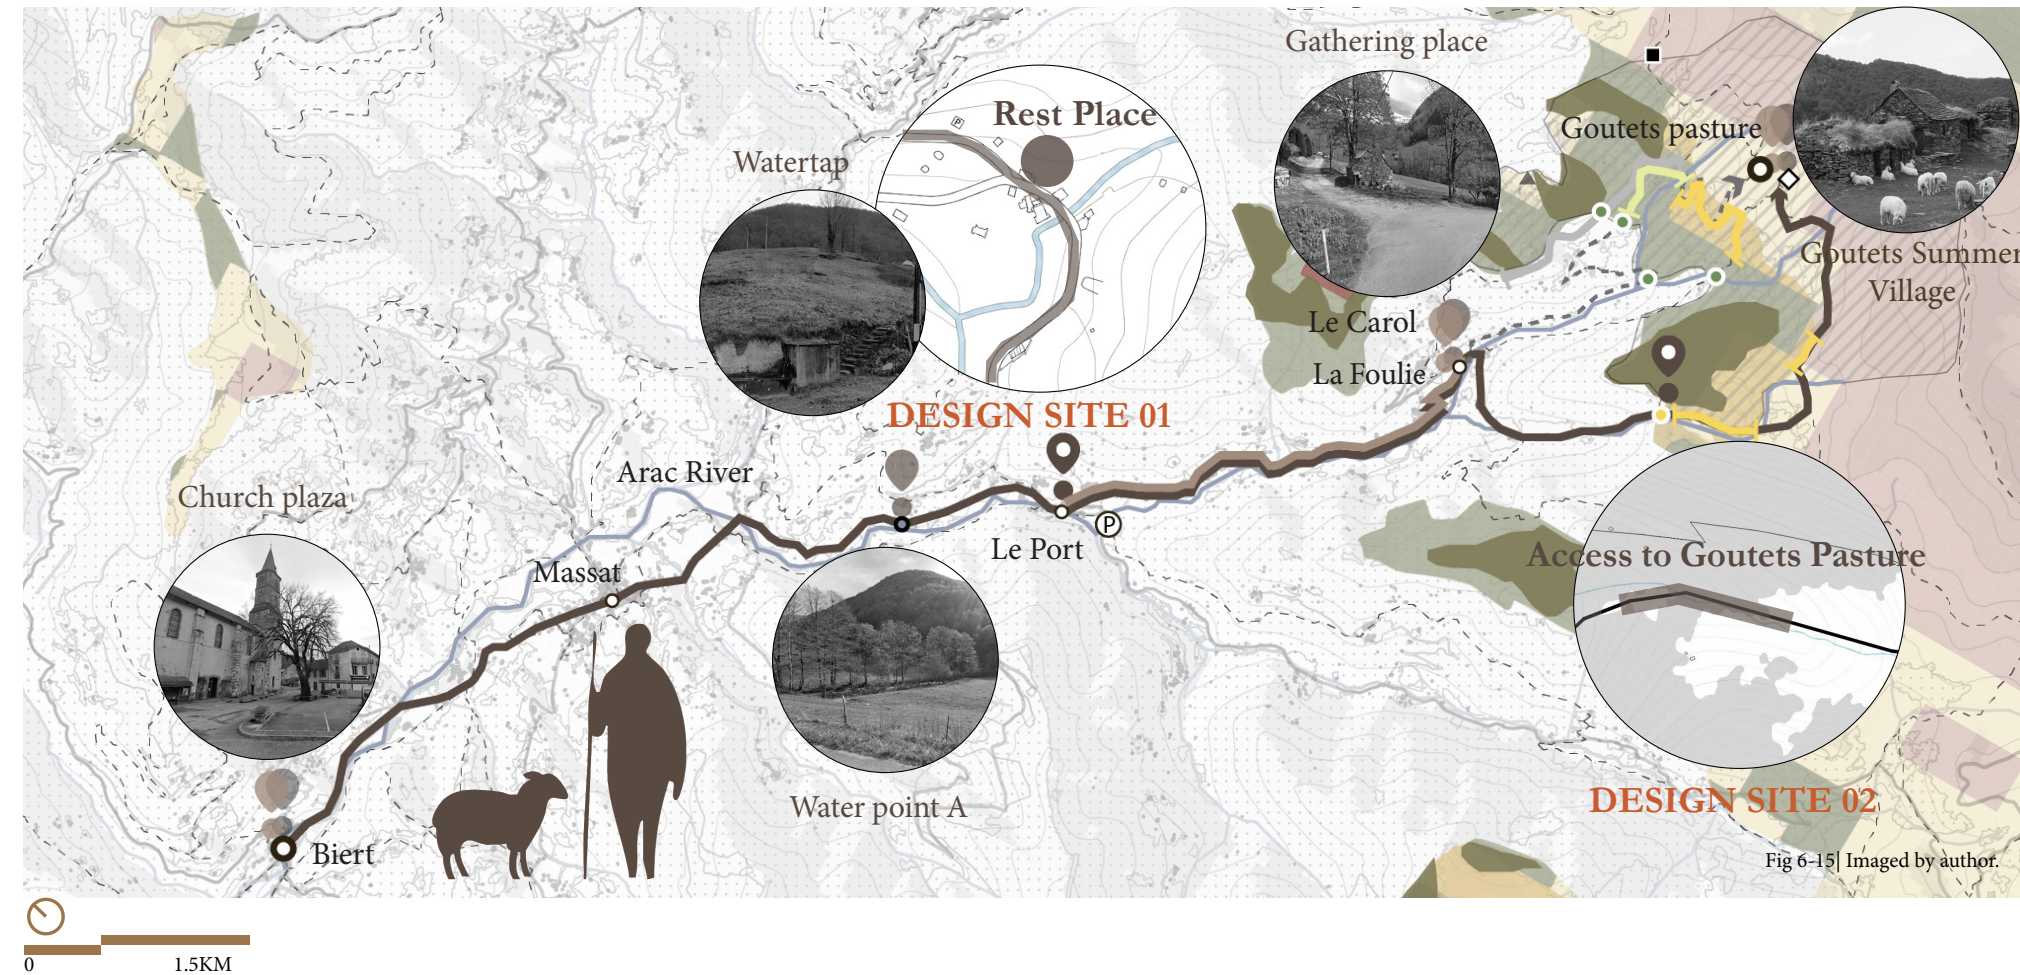 Gathering place
Rest Place
P
Goutets pasture
Watertap
Goutets Summer
Village
Le Carol
La Foulie
DESIGN SITE 01
Arac River
Church plaza
P
Le Port
Access to Goutets Pasture
Massat
Water point A
DESIGN SITE 02
Biert
Fig 6-15| Imaged by author.
0
1.5KM